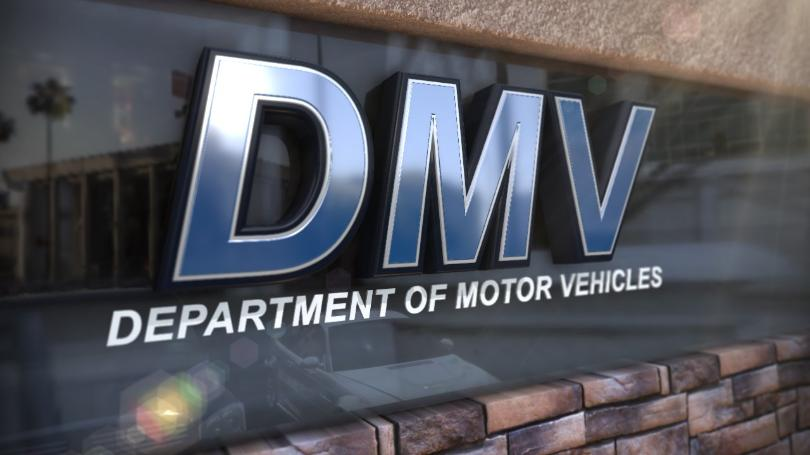 DMV
DEPARTMENT OF MOTOR VEHICLES